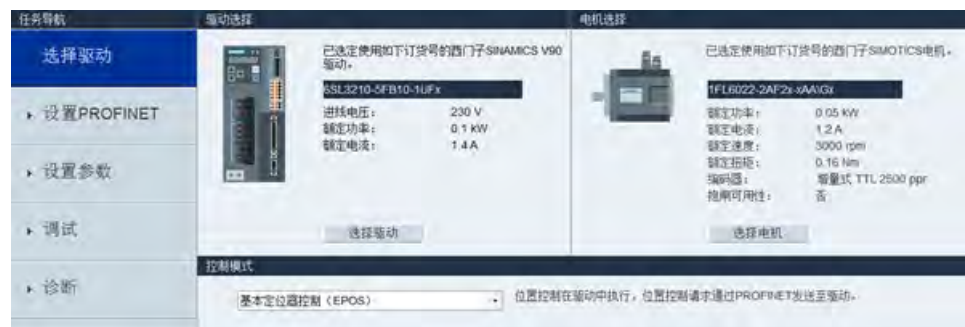 任务导航
驱动选择
电机选择
选择驱动
设置PROFINET
设置参数
调试
诊断
已选定使用如下订货号的西门子SINAMICS V90
驱动。
6SL3210-5FB10-1UFx
进线电压： 230 V
额定功率： 0.1 kW
额定电流： 1.4 A
选择驱动
已选定使用如下订货号的西门子SIMOTICS电机。
1FL6022-2AF2x-xAA\Gx
额定功率： 0.05 kW
额定电流： 1.2 A
额定速度： 3000 rpm
额定扭矩： 0.16 Nm
编码器： 增量式 TTL 2500 ppr
抱闸可用性： 否
选择电机
控制模式
基本定位器控制（EPOS）
位置控制在驱动中执行，位置控制请求通过PROFINET发送至驱动。